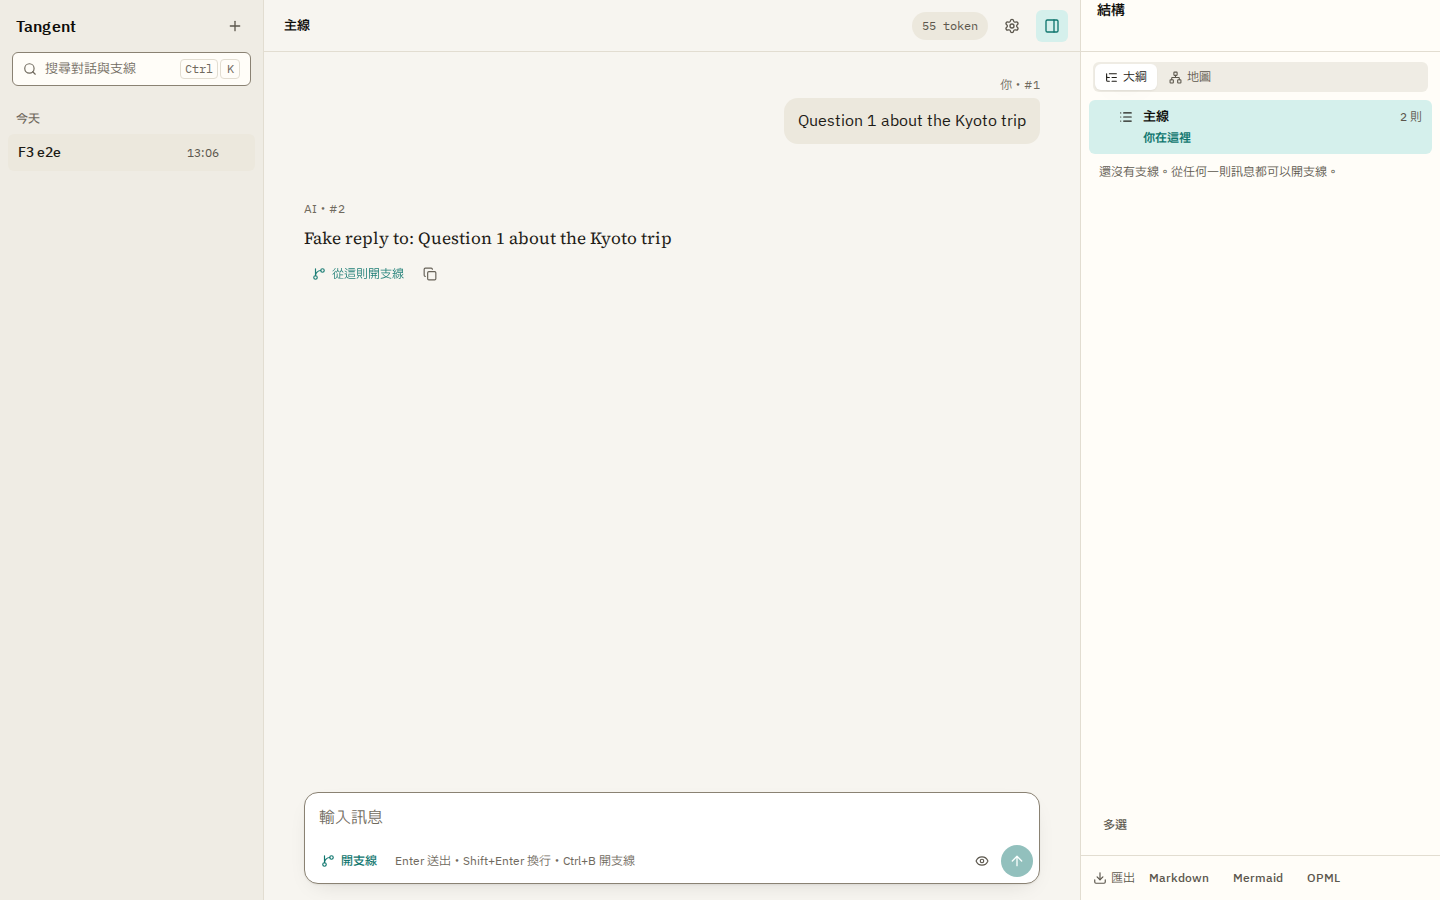 Tangent
搜尋對話與支線 Ctrl K
今天
F3 e2e 13:06
主線 55 token
你・#1
Question 1 about the Kyoto trip
AI・#2
Fake reply to: Question 1 about the Kyoto trip
從這則開支線
輸入訊息
開支線 Enter 送出・Shift+Enter 換行・Ctrl+B 開支線
結構
大綱 地圖
主線 2 則
你在這裡
還沒有支線。從任何一則訊息都可以開支線。
多選
匯出 Markdown Mermaid OPML